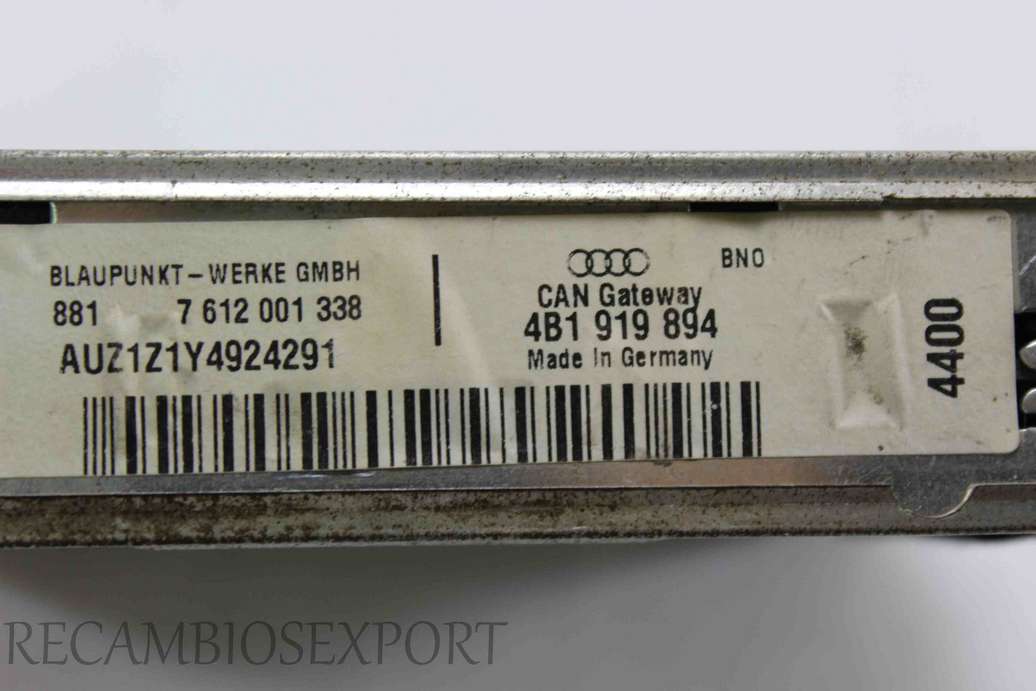 BLAUPUNKT-WERKE GMBH
881 7 612 001 338
AUZ1Z1Y4924291
BNO
CAN Gateway
4B1 919 894
Made In Germany
4400
RECAMBIOSEXPORT